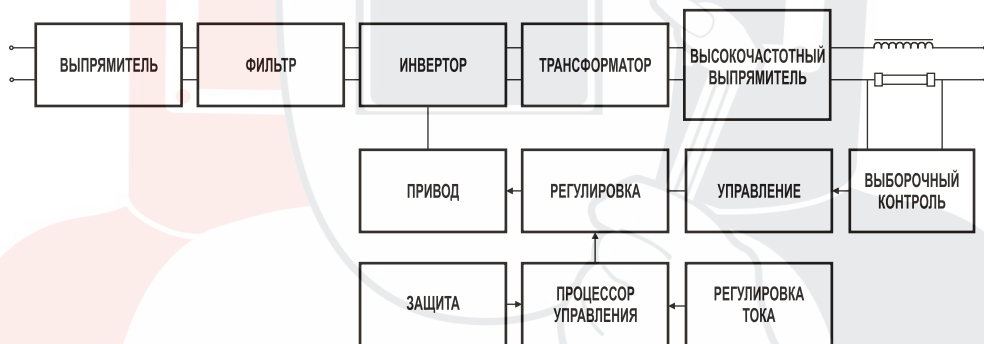 ВЫПРЯМИТЕЛЬ
ФИЛЬТР
ИНВЕРТОР
ТРАНСФОРМАТОР
ВЫСОКОЧАСТОТНЫЙ
ВЫПРЯМИТЕЛЬ
ПРИВОД
РЕГУЛИРОВКА
УПРАВЛЕНИЕ
ВЫБОРОЧНЫЙ
КОНТРОЛЬ
ЗАЩИТА
ПРОЦЕССОР
УПРАВЛЕНИЯ
РЕГУЛИРОВКА
ТОКА